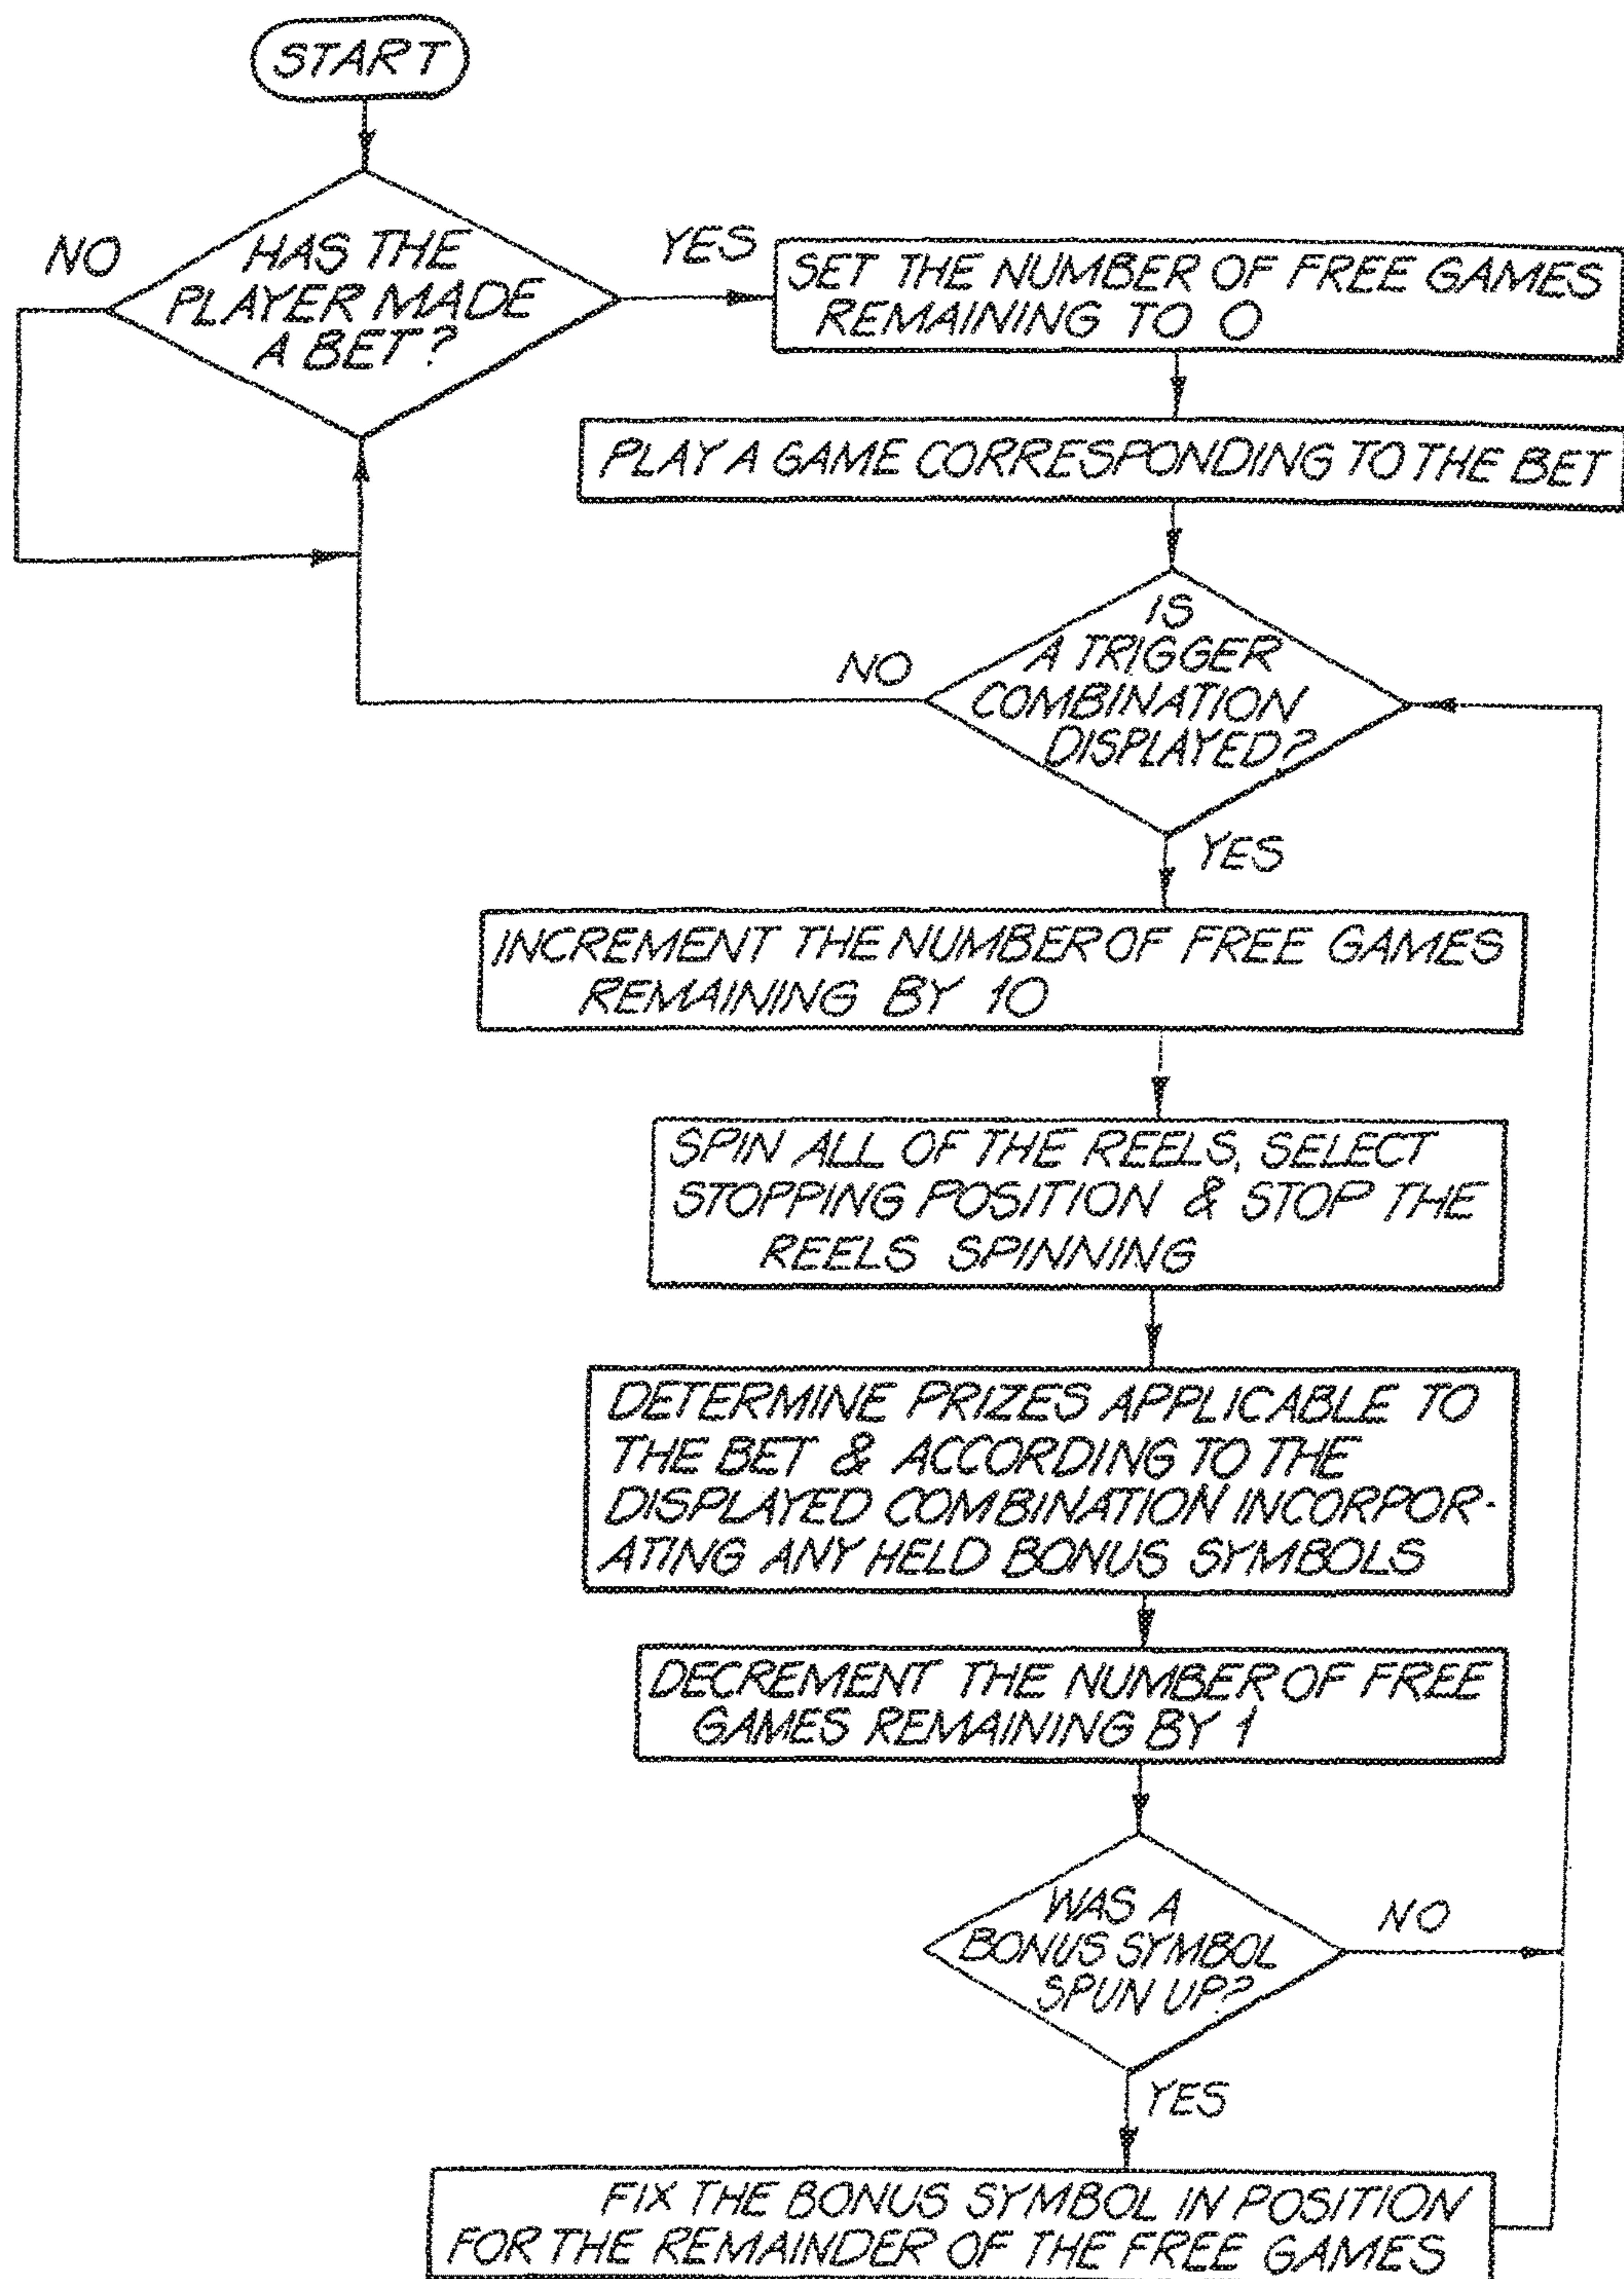 START
HAS THE
PLAYER MADE
A BET?
NO
YES
SET THE NUMBER OF FREE GAMES
REMAINING TO 0
PLAY A GAME CORRESPONDING TO THE BET
IS
A TRIGGER
COMBINATION
DISPLAYED?
NO
YES
INCREMENT THE NUMBER OF FREE GAMES
REMAINING BY 10
SPIN ALL OF THE REELS, SELECT
STOPPING POSITION & STOP THE
REELS SPINNING
DETERMINE PRIZES APPLICABLE TO
THE BET & ACCORDING TO THE
DISPLAYED COMBINATION INCORPOR-
ATING ANY HELD BONUS SYMBOLS
DECREMENT THE NUMBER OF FREE
GAMES REMAINING BY 1
WAS A
BONUS SYMBOL
SPUN UP?
NO
YES
FIX THE BONUS SYMBOL IN POSITION
FOR THE REMAINDER OF THE FREE GAMES